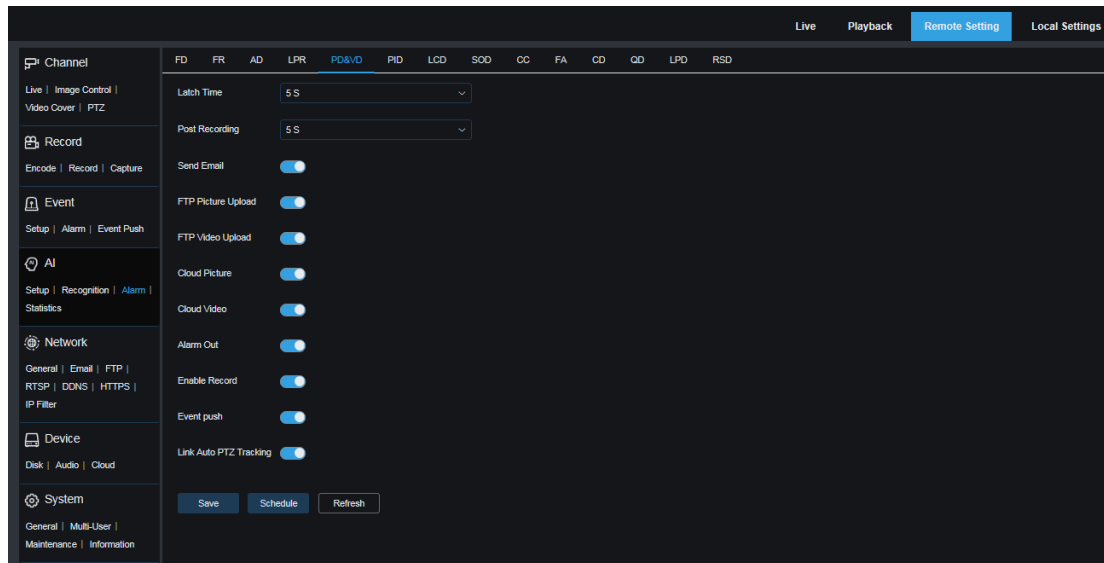 Live Playback Remote Setting Local Settings
Channel
Live | Image Control |
Video Cover | PTZ
Record
Encode | Record | Capture
Event
Setup | Alarm | Event Push
AI
AI
Setup | Recognition | Alarm |
Statistics
Network
General | Email | FTP |
RTSP | DDNS | HTTPS |
IP Filter
Device
Disk | Audio | Cloud
System
General | Multi-User |
Maintenance | Information
FD FR AD LPR PD&VD PID LCD SOD CC FA CD QD LPD RSD
Latch Time 5 S
Post Recording 5 S
Send Email
FTP Picture Upload
FTP Video Upload
Cloud Picture
Cloud Video
Alarm Out
Enable Record
Event push
Link Auto PTZ Tracking
Save Schedule Refresh